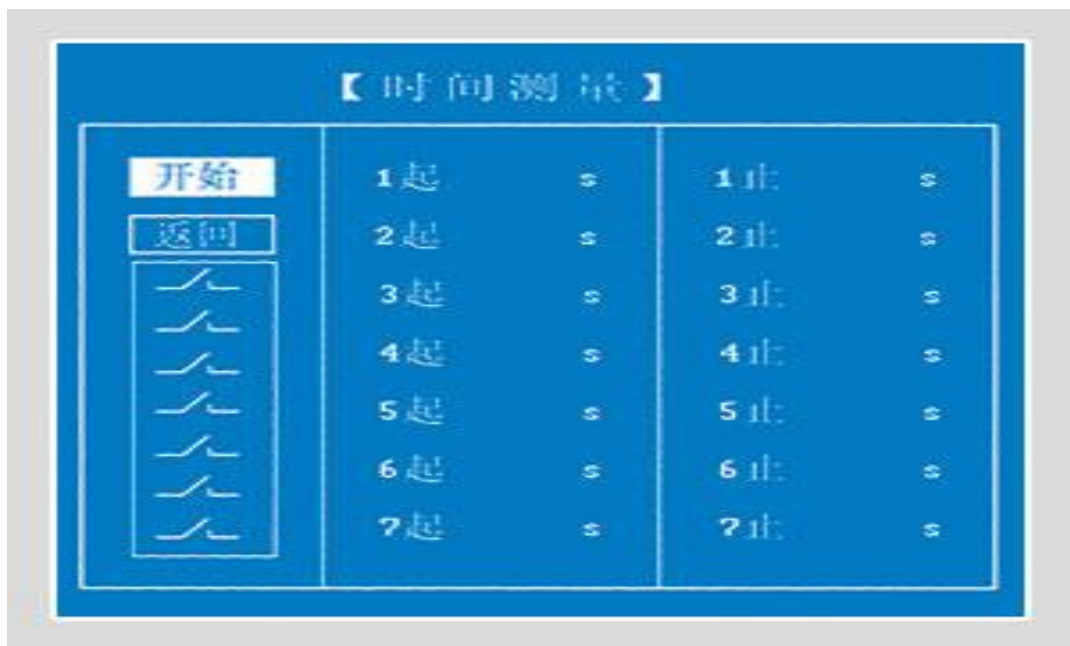 【时间测量】
开始 1起 s 1止 s
返回 2起 s 2止 s
3起 s 3止 s
4起 s 4止 s
5起 s 5止 s
6起 s 6止 s
7起 s 7止 s